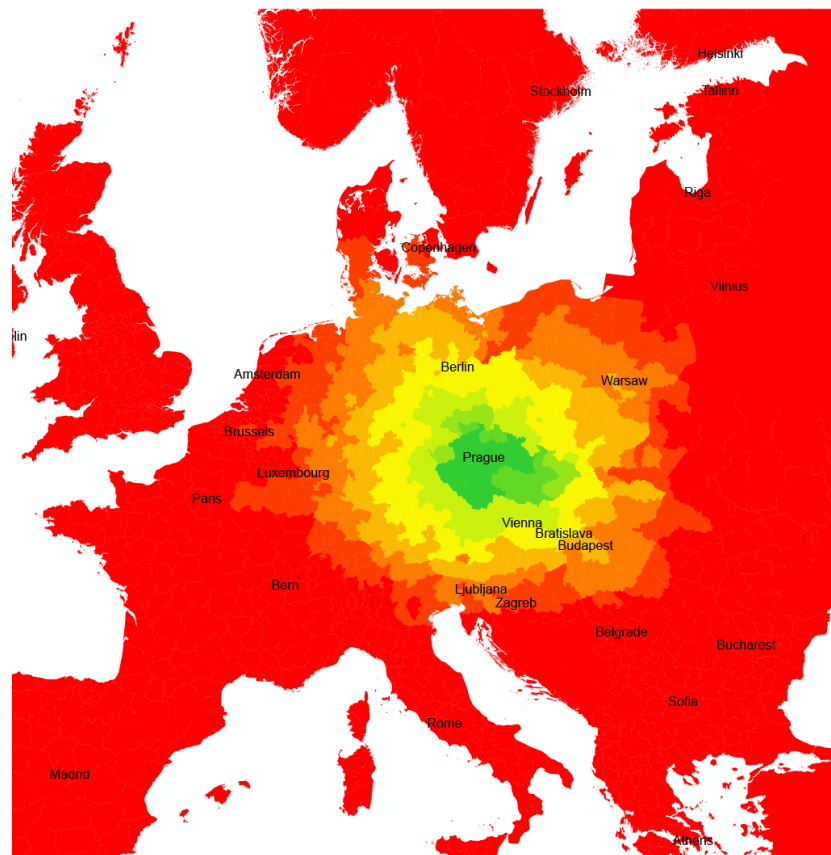 Helsinki
Stockholm
Tallinn
Riga
Copenhagen
Vilnius
lin
Berlin
Amsterdam
Warsaw
Brussels
Prague
Luxembourg
Paris
Vienna
Bratislava
Budapest
Bern
Ljubljana
Zagreb
Belgrade
Bucharest
Sofia
Rome
Madrid
Athens